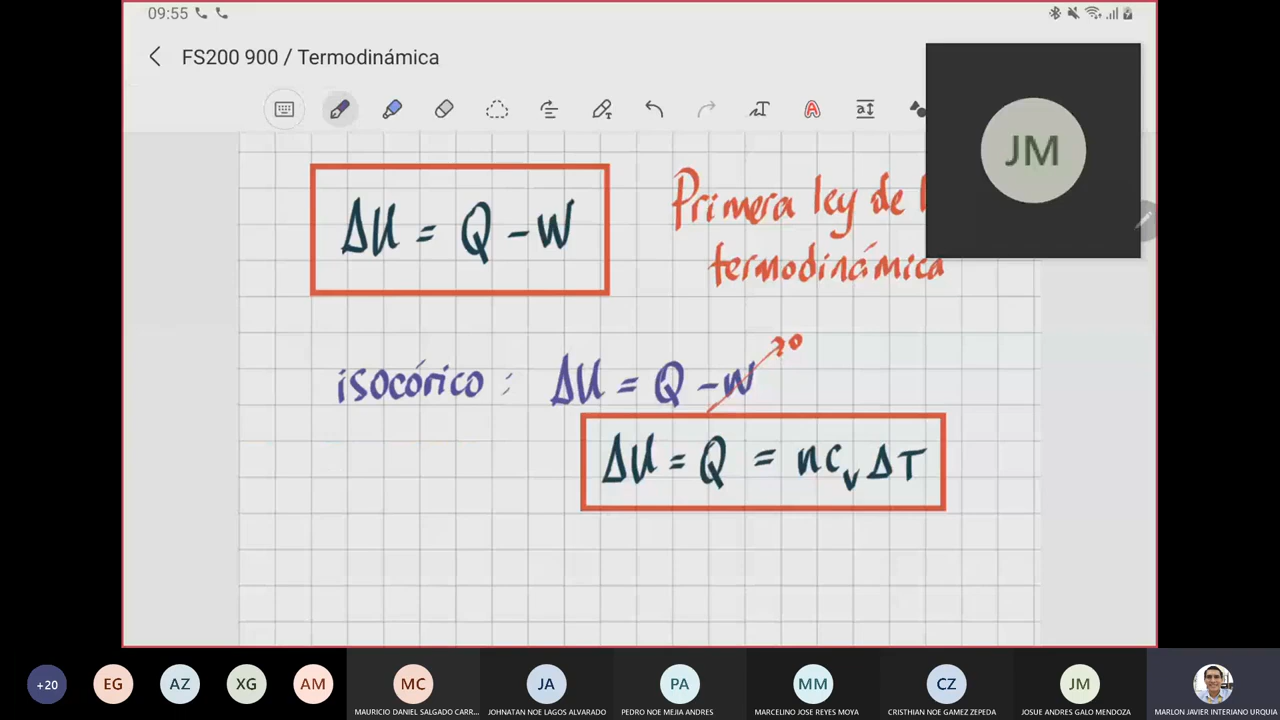 09:55
FS200 900 / Termodinámica
JM
ΔU = Q - W
Primera ley de
termodinámica
isocórico : ΔU = Q - W → 0
ΔU = Q = nc_v ΔT
+20 EG AZ XG AM MC JA PA MM CZ JM
MAURICIO DANIEL SALGADO CARR... JOHNATAN NOE LAGOS ALVARADO PEDRO NOE MEJIA ANDRES MARCELINO JOSE REYES MOYA CRISTHIAN NOE GAMEZ ZEPEDA JOSUE ANDRES GALO MENDOZA MARLON JAVIER INTERIANO URQUIA